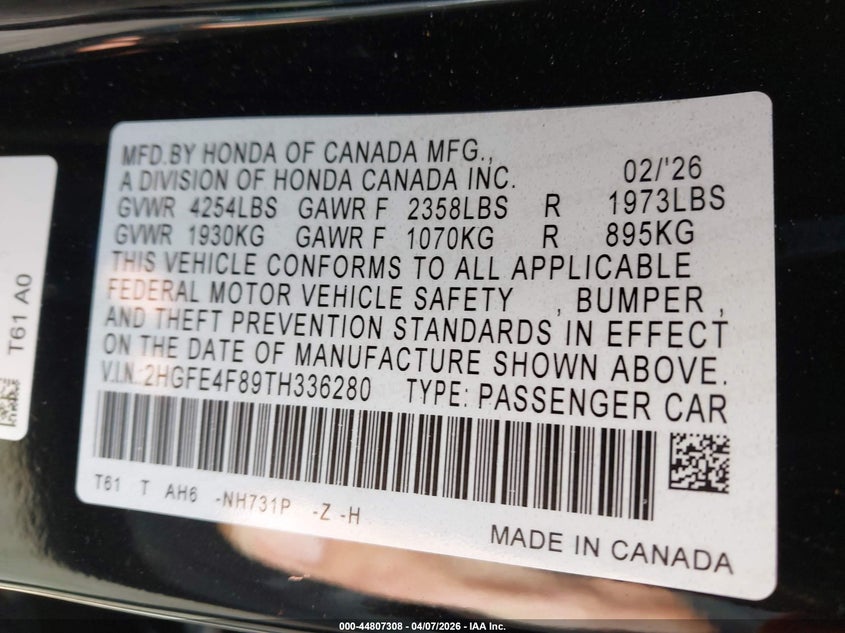 MFD.BY HONDA OF CANADA MFG.,
A DIVISION OF HONDA CANADA INC. 02/'26
GVWR 4254LBS GAWR F 2358LBS R 1973LBS
GVWR 1930KG GAWR F 1070KG R 895KG
THIS VEHICLE CONFORMS TO ALL APPLICABLE
FEDERAL MOTOR VEHICLE SAFETY , BUMPER ,
AND THEFT PREVENTION STANDARDS IN EFFECT
ON THE DATE OF MANUFACTURE SHOWN ABOVE.
V.I.N.:2HGFE4F89TH336280 TYPE: PASSENGER CAR
T61 T AH6 -NH731P -Z -H
MADE IN CANADA
T61 A0
000-44807308 - 04/07/2026 - IAA Inc.